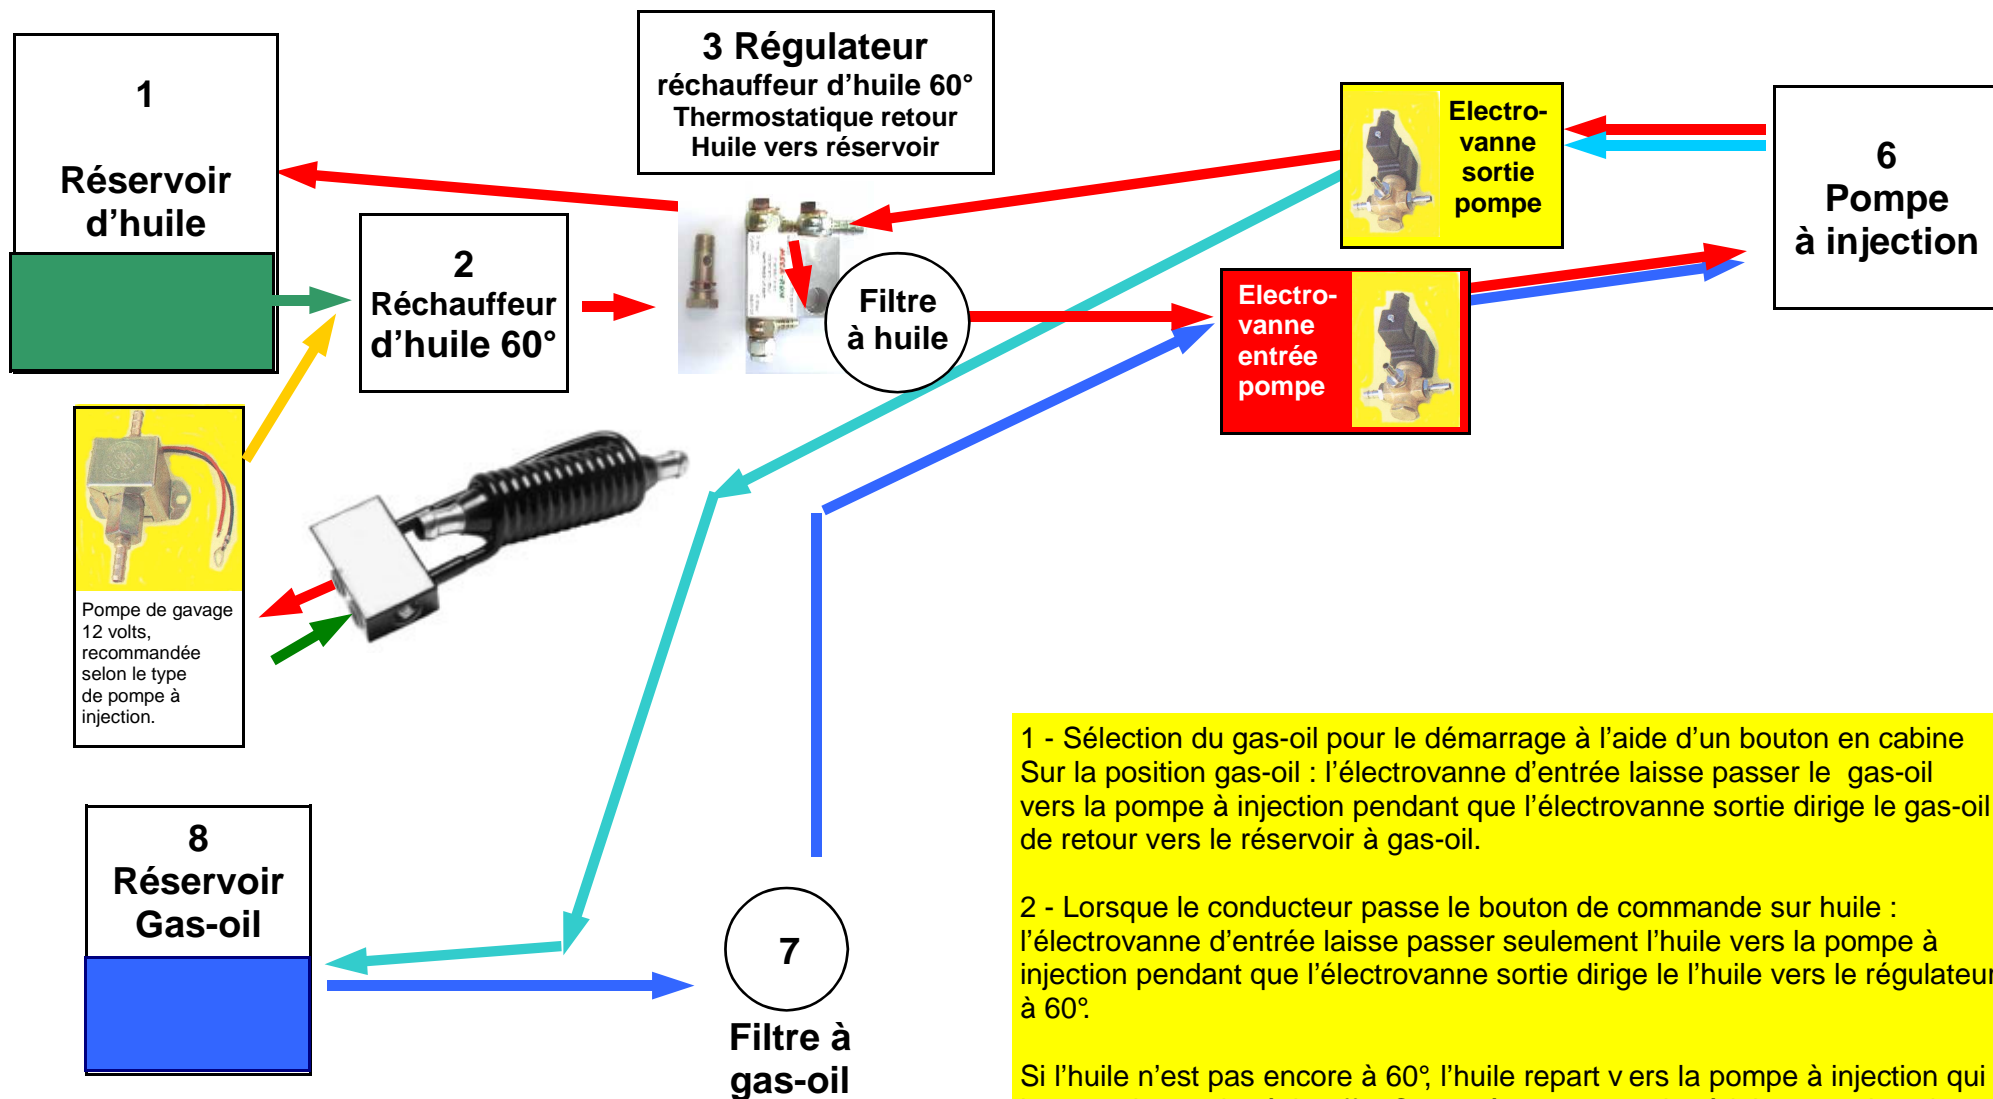 1
Réservoir
d’huile
2
Réchauffeur
d’huile 60°
3 Régulateur
réchauffeur d’huile 60°
Thermostatique retour
Huile vers réservoir
Filtre
à huile
Electro-
vanne
sortie
pompe
Electro-
vanne
entrée
pompe
6
Pompe
à injection
Pompe de gavage
12 volts,
recommandée
selon le type
de pompe à
injection.
8
Réservoir
Gas-oil
7
Filtre à
gas-oil
1 - Sélection du gas-oil pour le démarrage à l’aide d’un bouton en cabine
Sur la position gas-oil : l’électrovanne d’entrée laisse passer le  gas-oil
vers la pompe à injection pendant que l’électrovanne sortie dirige le gas-oil
de retour vers le réservoir à gas-oil.
2 - Lorsque le conducteur passe le bouton de commande sur huile :
l’électrovanne d’entrée laisse passer seulement l’huile vers la pompe à
injection pendant que l’électrovanne sortie dirige le l’huile vers le régulateur
à 60°.
Si l’huile n’est pas encore à 60°, l’huile repart v ers la pompe à injection qui